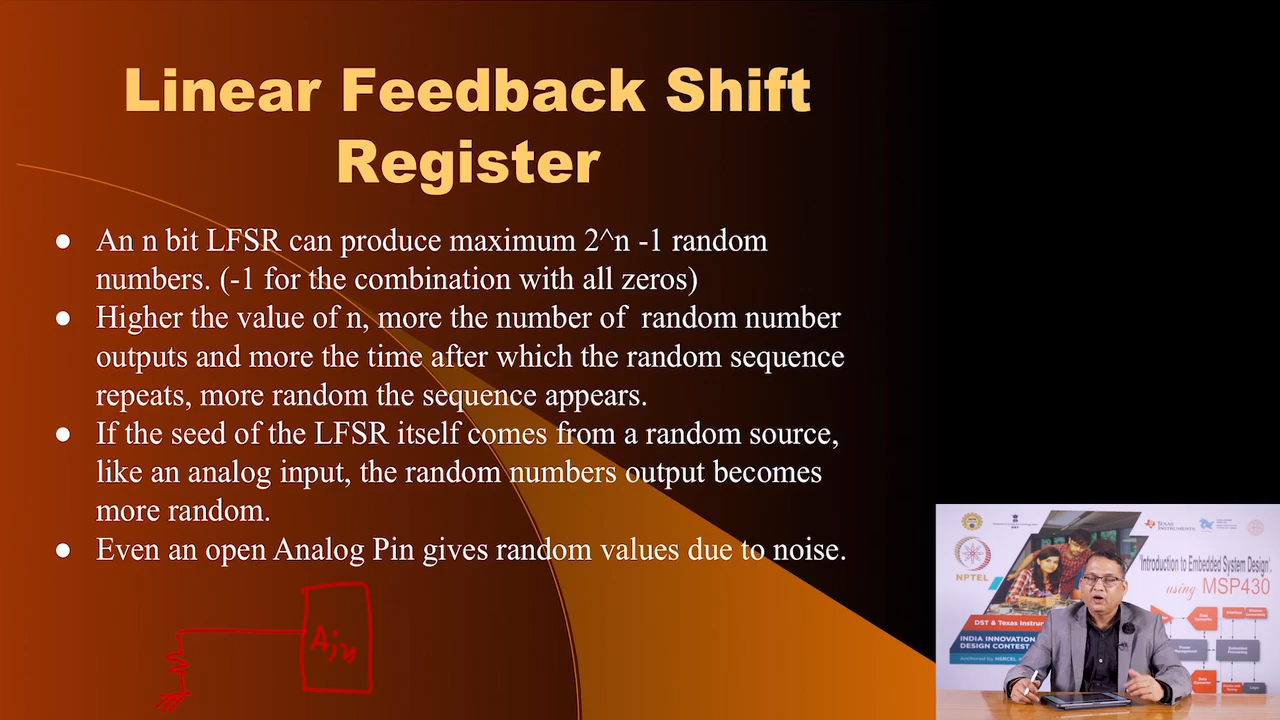 Linear Feedback Shift
Register
● An n bit LFSR can produce maximum 2^n -1 random
numbers. (-1 for the combination with all zeros)
● Higher the value of n, more the number of random number
outputs and more the time after which the random sequence
repeats, more random the sequence appears.
● If the seed of the LFSR itself comes from a random source,
like an analog input, the random numbers output becomes
more random.
● Even an open Analog Pin gives random values due to noise.
NPTEL
TEXAS INSTRUMENTS
'Introduction to Embedded System Design'
using MSP430
DST & Texas Instrum
INDIA INNOVATION
DESIGN CONTEST